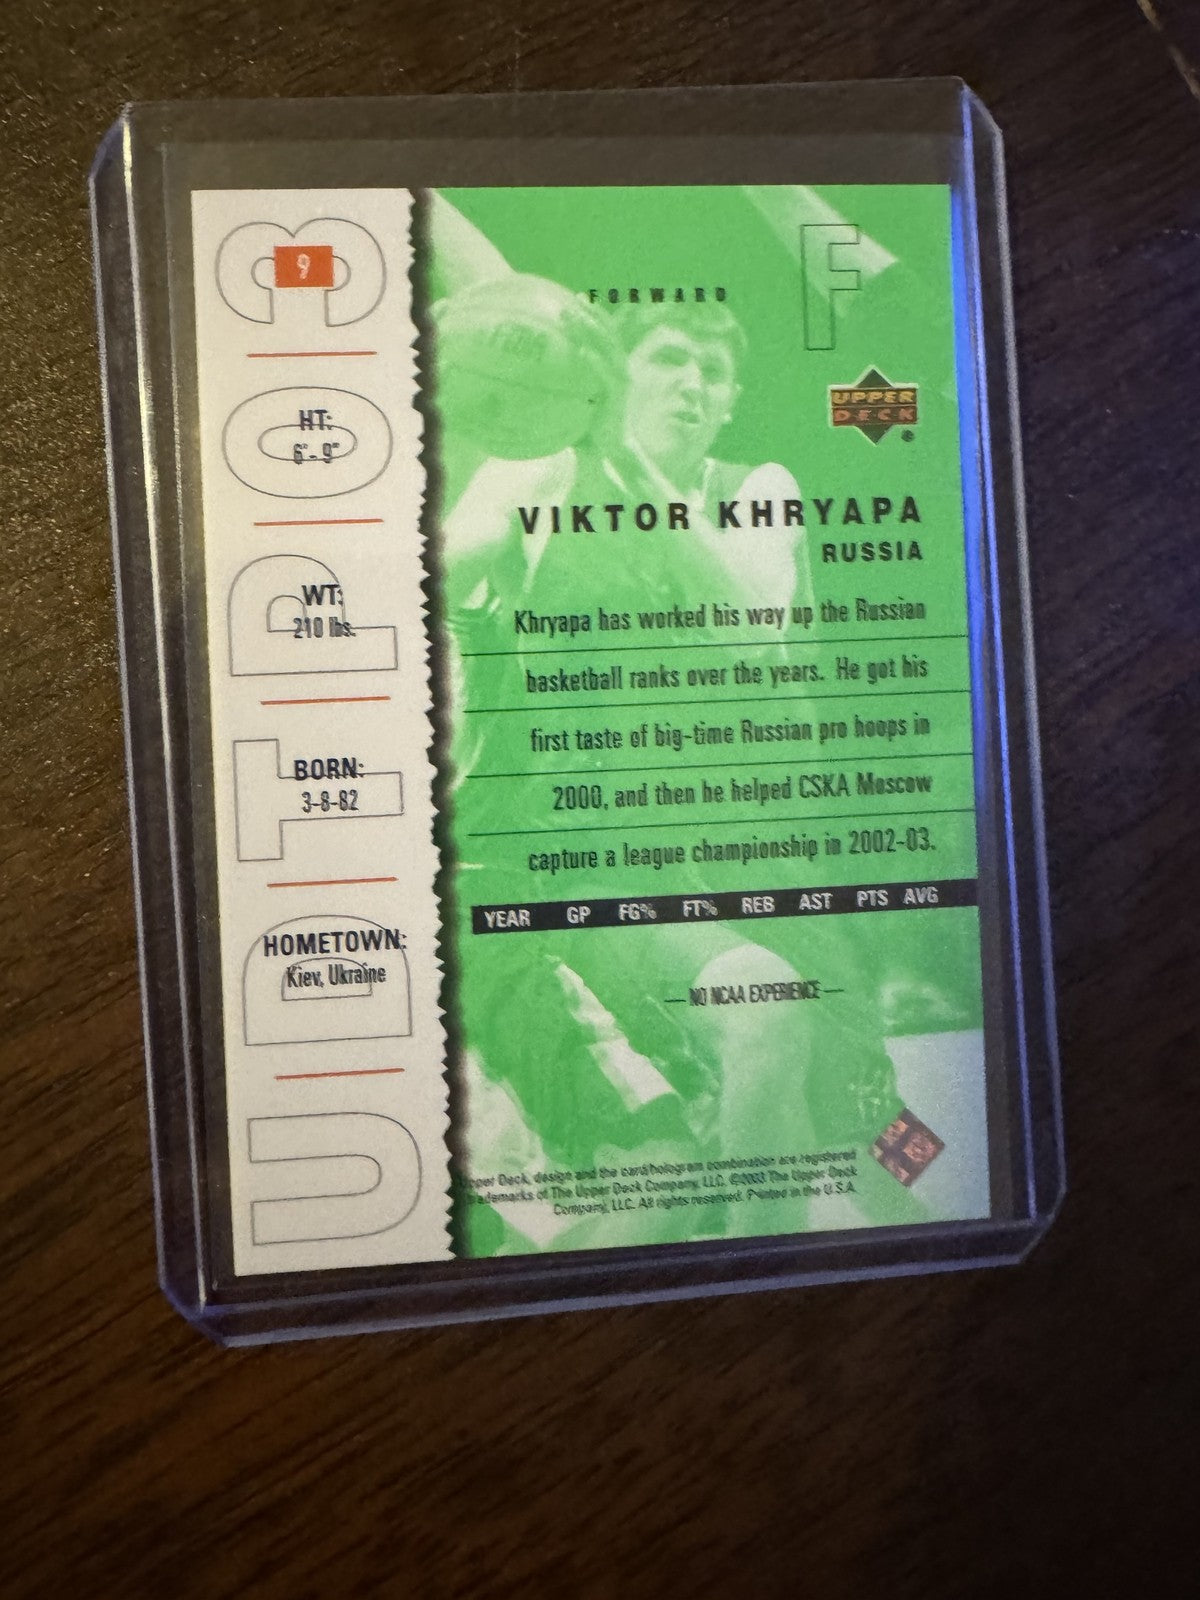 9
HT:
6' - 9"
WT:
210 lbs.
BORN:
3-8-82
HOMETOWN:
Kiev, Ukraine
UDTPO3
F
FORWARD
UPPER
DECK
VIKTOR KHRYAPA
RUSSIA
Khryapa has worked his way up the Russian
basketball ranks over the years. He got his
first taste of big-time Russian pro hoops in
2000, and then he helped CSKA Moscow
capture a league championship in 2002-03.
YEAR GP FG% FT% REB AST PTS AVG
— NO NCAA EXPERIENCE —
pper Deck, design and the card/hologram combination are registered
ademarks of The Upper Deck Company, LLC. ©2003 The Upper Deck
Company, LLC. All rights reserved. Printed in the U.S.A.